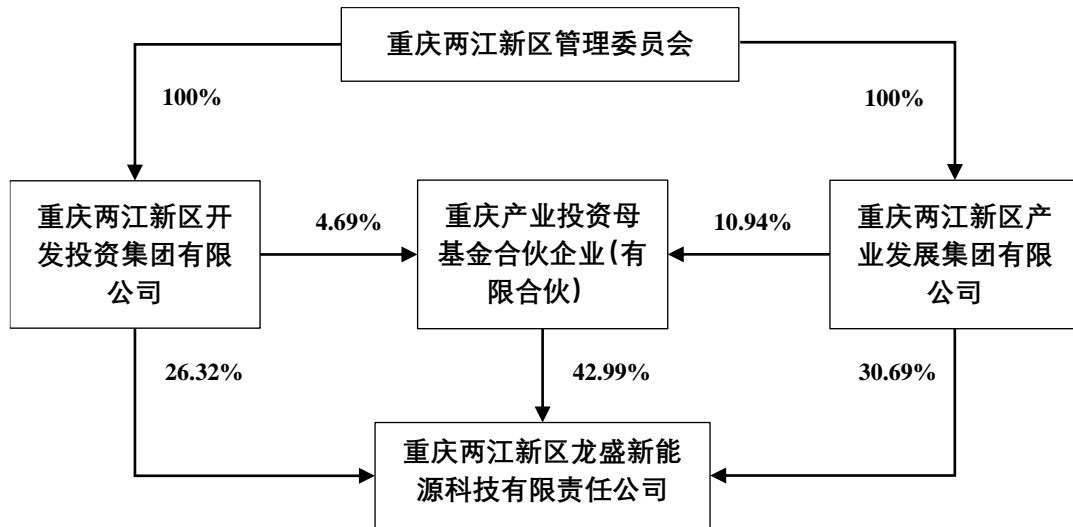 重庆两江新区管理委员会
100%
100%
重庆两江新区开
发投资集团有限
公司
4.69%
重庆产业投资母
基金合伙企业(有
限合伙)
10.94%
重庆两江新区产
业发展集团有限
公司
26.32%
42.99%
30.69%
重庆两江新区龙盛新能
源科技有限责任公司